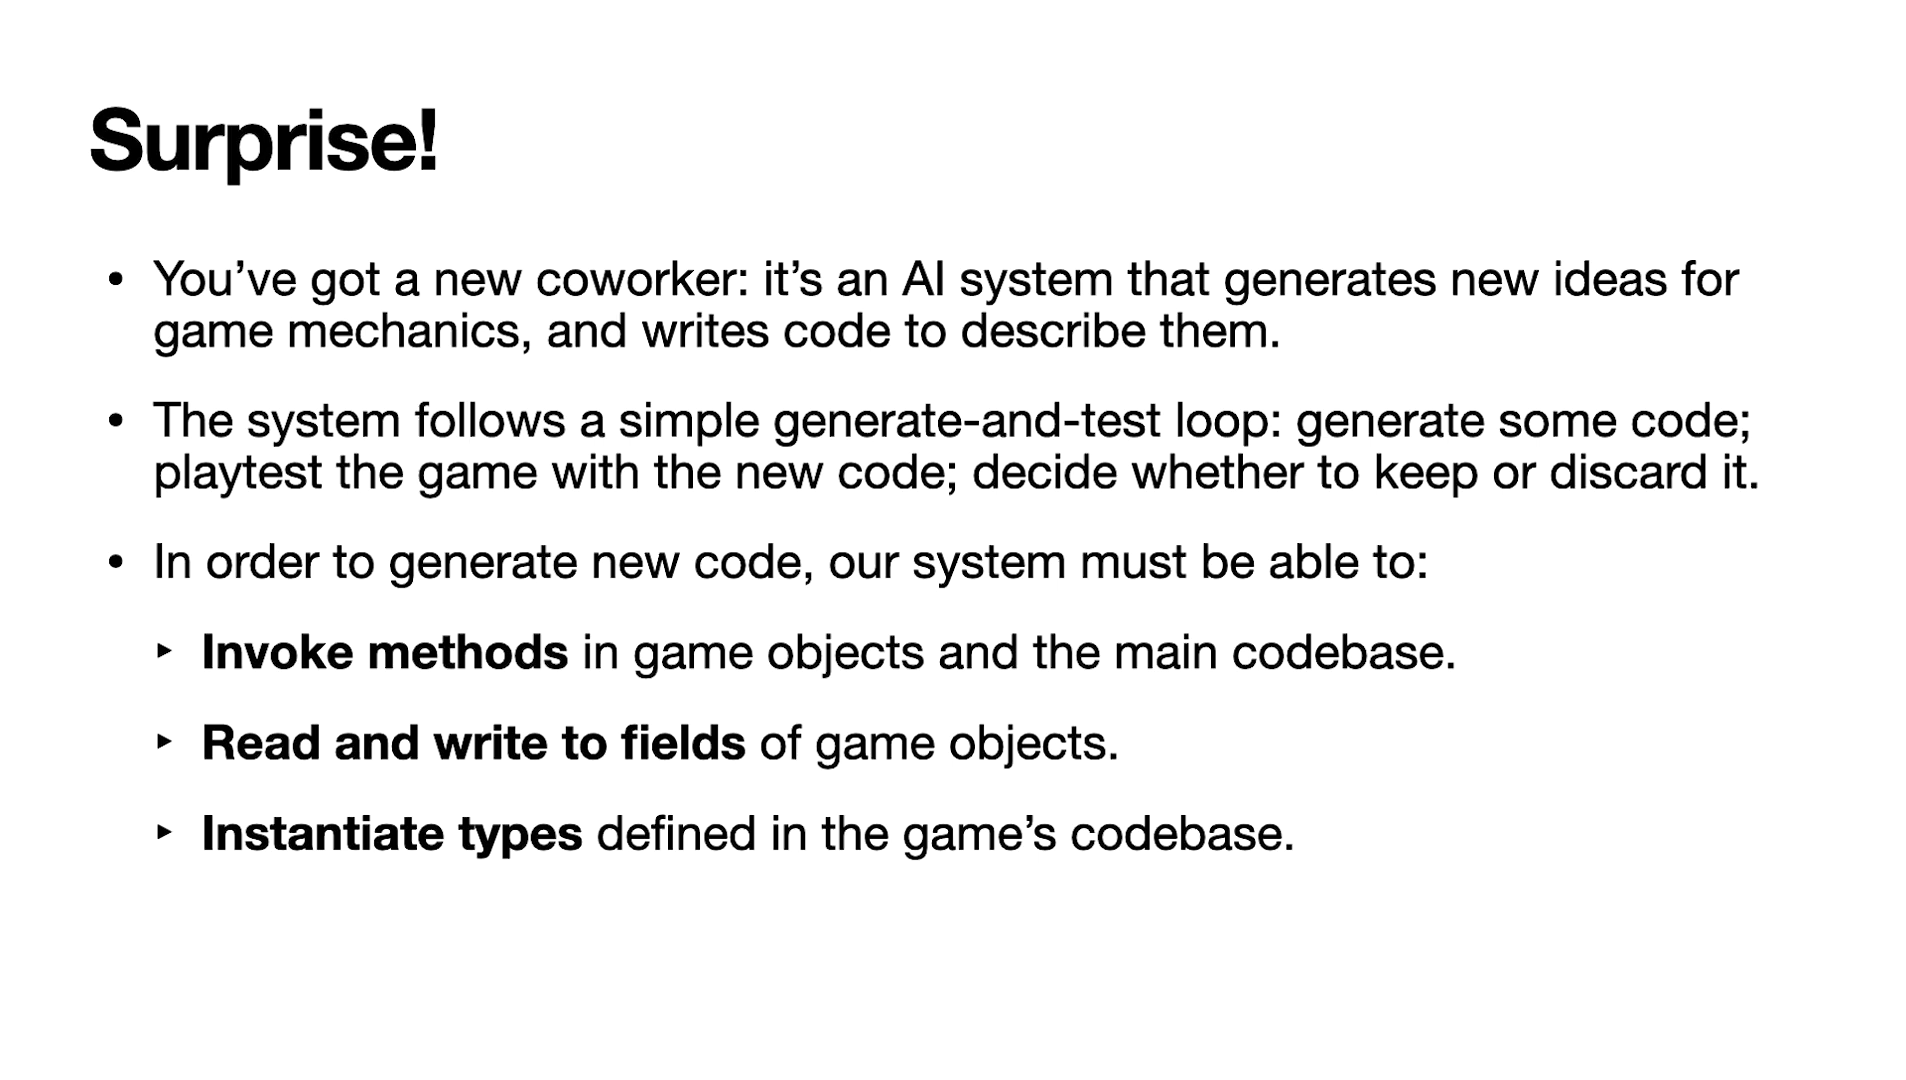 Surprise!
• You’ve got a new coworker: it’s an AI system that generates new ideas for
game mechanics, and writes code to describe them.
• The system follows a simple generate-and-test loop: generate some code;
playtest the game with the new code; decide whether to keep or discard it.
• In order to generate new code, our system must be able to:
‣ Invoke methods in game objects and the main codebase.
‣ Read and write to fields of game objects.
‣ Instantiate types defined in the game’s codebase.